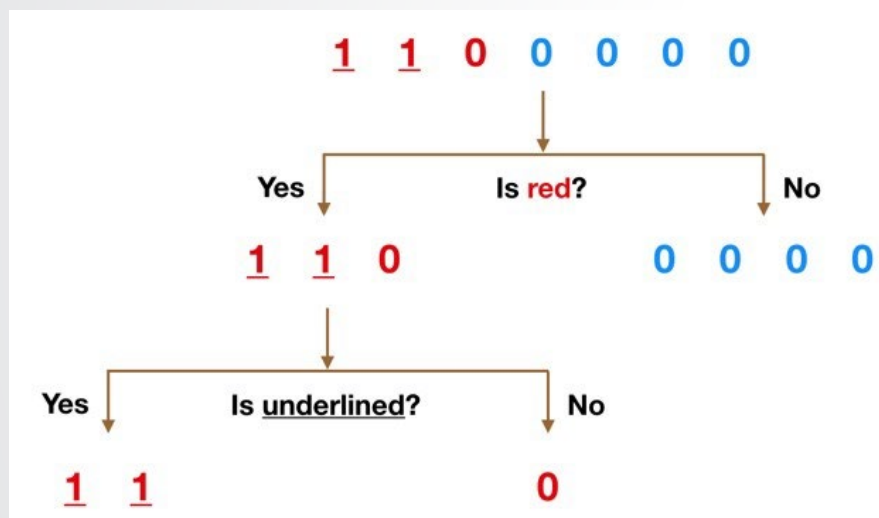 1 1 0 0 0 0 0
Yes Is red? No
1 1 0 0 0 0 0
Yes Is underlined? No
1 1 0